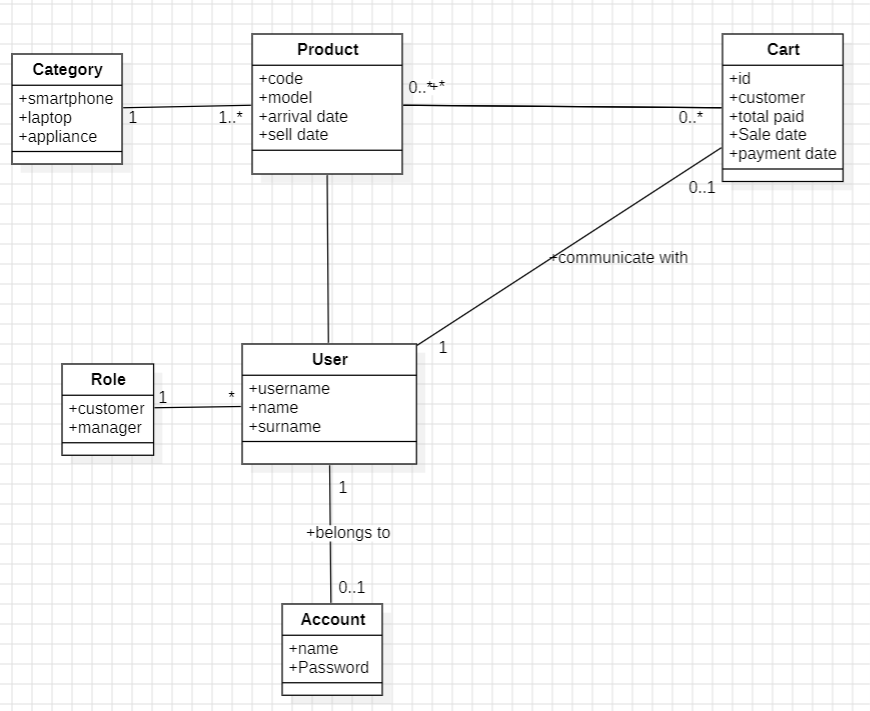 Category
+smartphone
+laptop
+appliance
1
1..*
Product
+code
+model
+arrival date
+sell date
0..*
+*
0..*
Cart
+id
+customer
+total paid
+Sale date
+payment date
0..1
+communicate with
1
User
+username
+name
+surname
Role
+customer
+manager
1
*
1
+belongs to
0..1
Account
+name
+Password